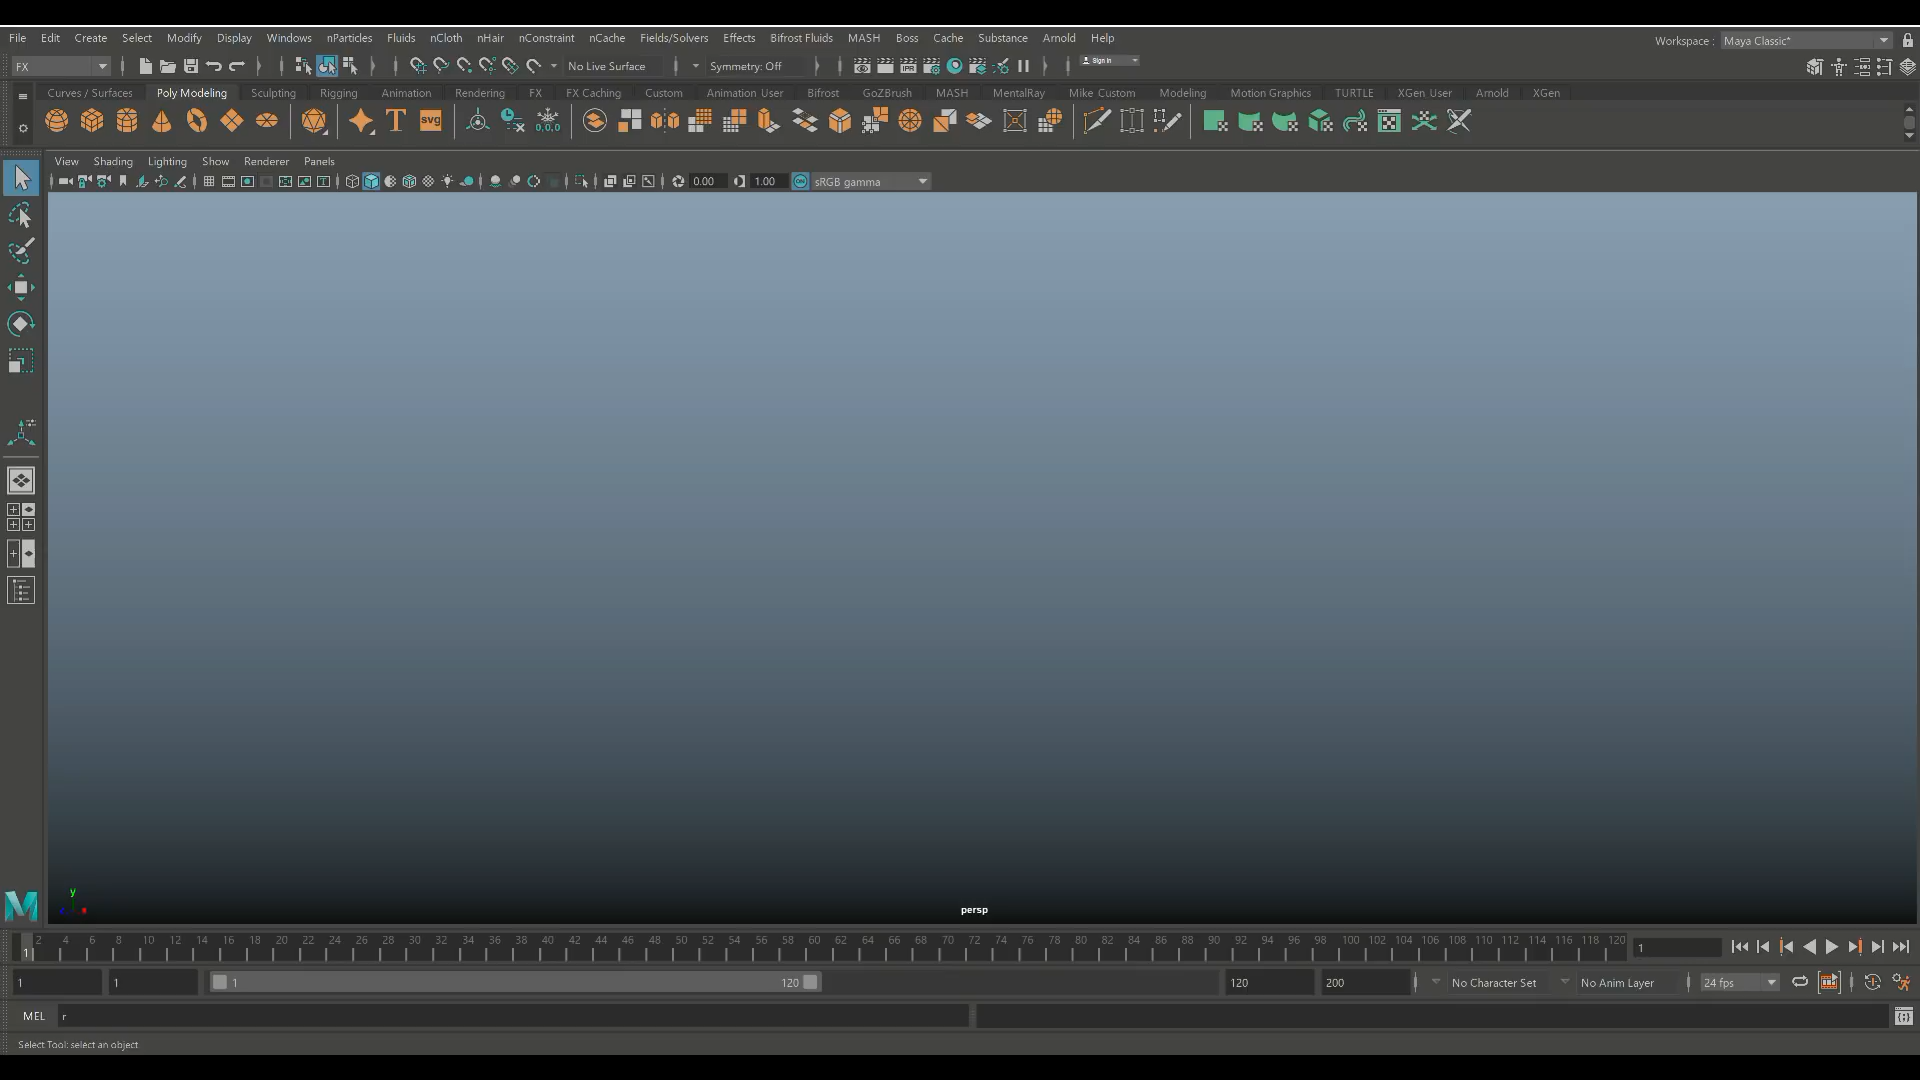 File Edit Create Select Modify Display Windows nParticles Fluids nCloth nHair nConstraint nCache Fields/Solvers Effects Bifrost Fluids MASH Boss Cache Substance Arnold Help
Workspace : Maya Classic*
FX No Live Surface Symmetry: Off Sign in
Curves / Surfaces Poly Modeling Sculpting Rigging Animation Rendering FX FX Caching Custom Animation User Bifrost GoZBrush MASH MentalRay Mike Custom Modeling Motion Graphics TURTLE XGen User Arnold XGen
T svg 0,0,0
View Shading Lighting Show Renderer Panels
0.00 1.00 ON sRGB gamma
y
persp
2 4 6 8 10 12 14 16 18 20 22 24 26 28 30 32 34 36 38 40 42 44 46 48 50 52 54 56 58 60 62 64 66 68 70 72 74 76 78 80 82 84 86 88 90 92 94 96 98 100 102 104 106 108 110 112 114 116 118 120
1 1
1 1 1 120 120 200 No Character Set No Anim Layer 24 fps
MEL r
Select Tool: select an object